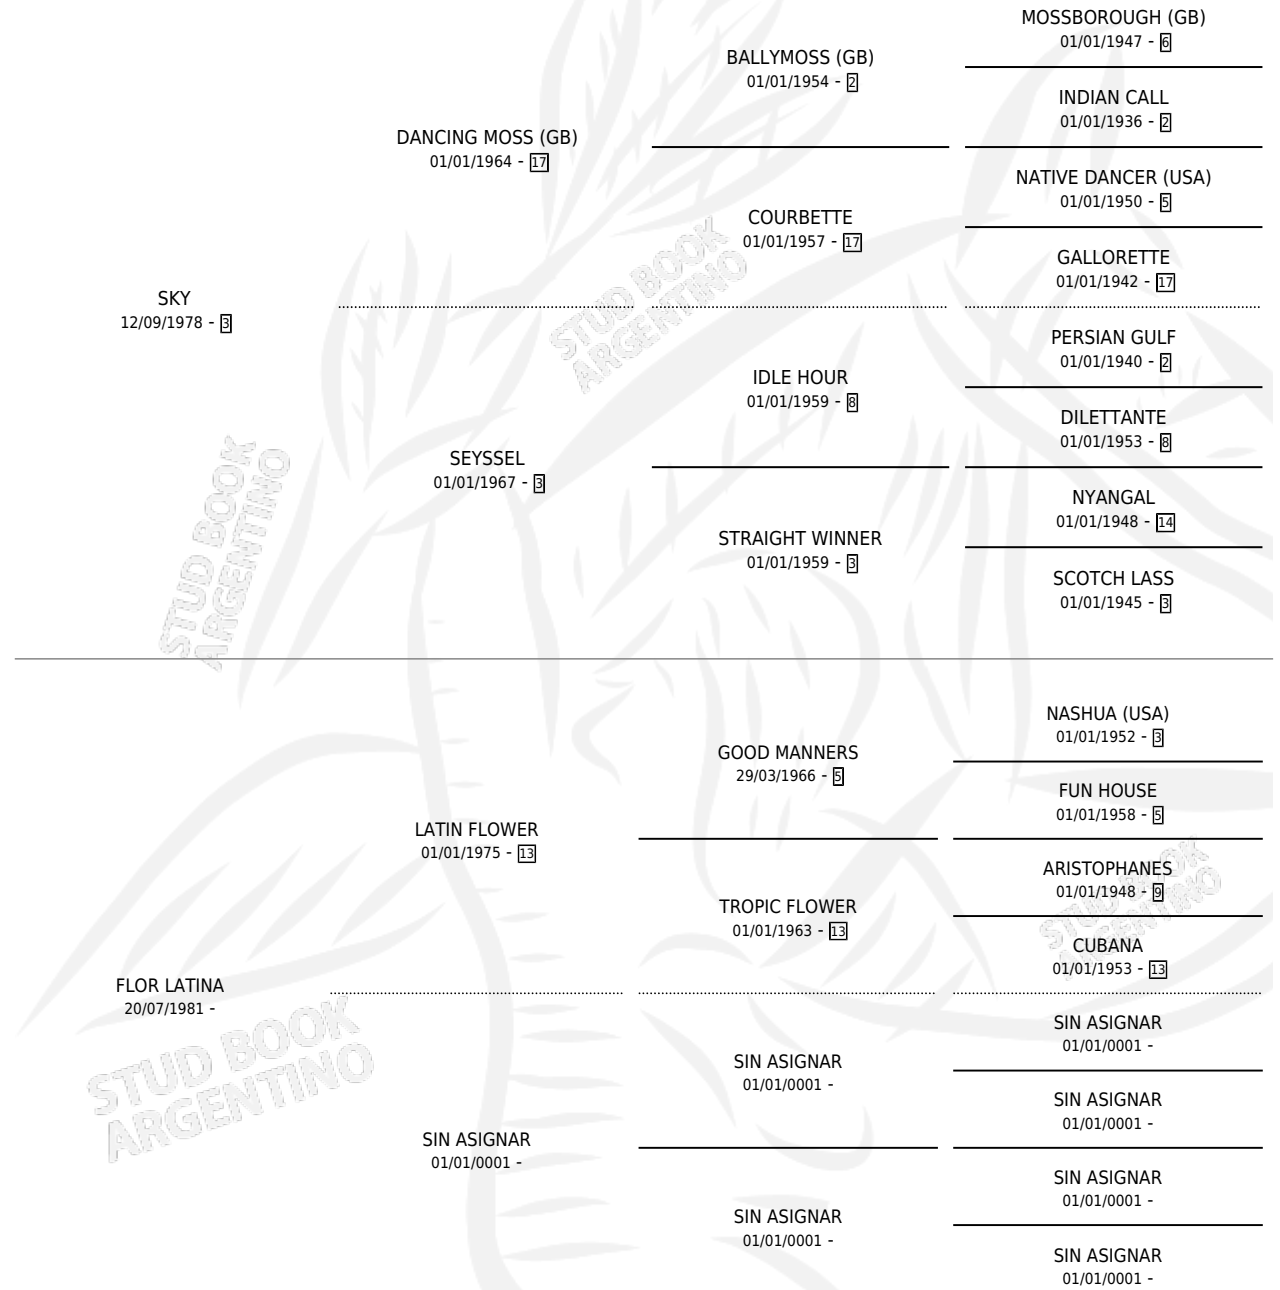 MOSSBOROUGH (GB)
01/01/1947 - 6
BALLYMOSS (GB)
01/01/1954 - 2
INDIAN CALL
01/01/1936 - 2
DANCING MOSS (GB)
01/01/1964 - 17
NATIVE DANCER (USA)
01/01/1950 - 5
COURBETTE
01/01/1957 - 17
GALLORETTE
01/01/1942 - 17
SKY
12/09/1978 - 3
PERSIAN GULF
01/01/1940 - 2
IDLE HOUR
01/01/1959 - 8
DILETTANTE
01/01/1953 - 8
SEYSSEL
01/01/1967 - 3
NYANGAL
01/01/1948 - 14
STRAIGHT WINNER
01/01/1959 - 3
SCOTCH LASS
01/01/1945 - 3
NASHUA (USA)
01/01/1952 - 3
GOOD MANNERS
29/03/1966 - 5
FUN HOUSE
01/01/1958 - 5
LATIN FLOWER
01/01/1975 - 13
ARISTOPHANES
01/01/1948 - 9
TROPIC FLOWER
01/01/1963 - 13
CUBANA
01/01/1953 - 13
FLOR LATINA
20/07/1981 -
SIN ASIGNAR
01/01/0001 -
SIN ASIGNAR
01/01/0001 -
SIN ASIGNAR
01/01/0001 -
SIN ASIGNAR
01/01/0001 -
SIN ASIGNAR
01/01/0001 -
SIN ASIGNAR
01/01/0001 -
SIN ASIGNAR
01/01/0001 -
STUD BOOK
ARGENTINO
STUD BOOK
ARGENTINO
STUD BOOK
ARGENTINO
STUD BOOK
ARGENTINO